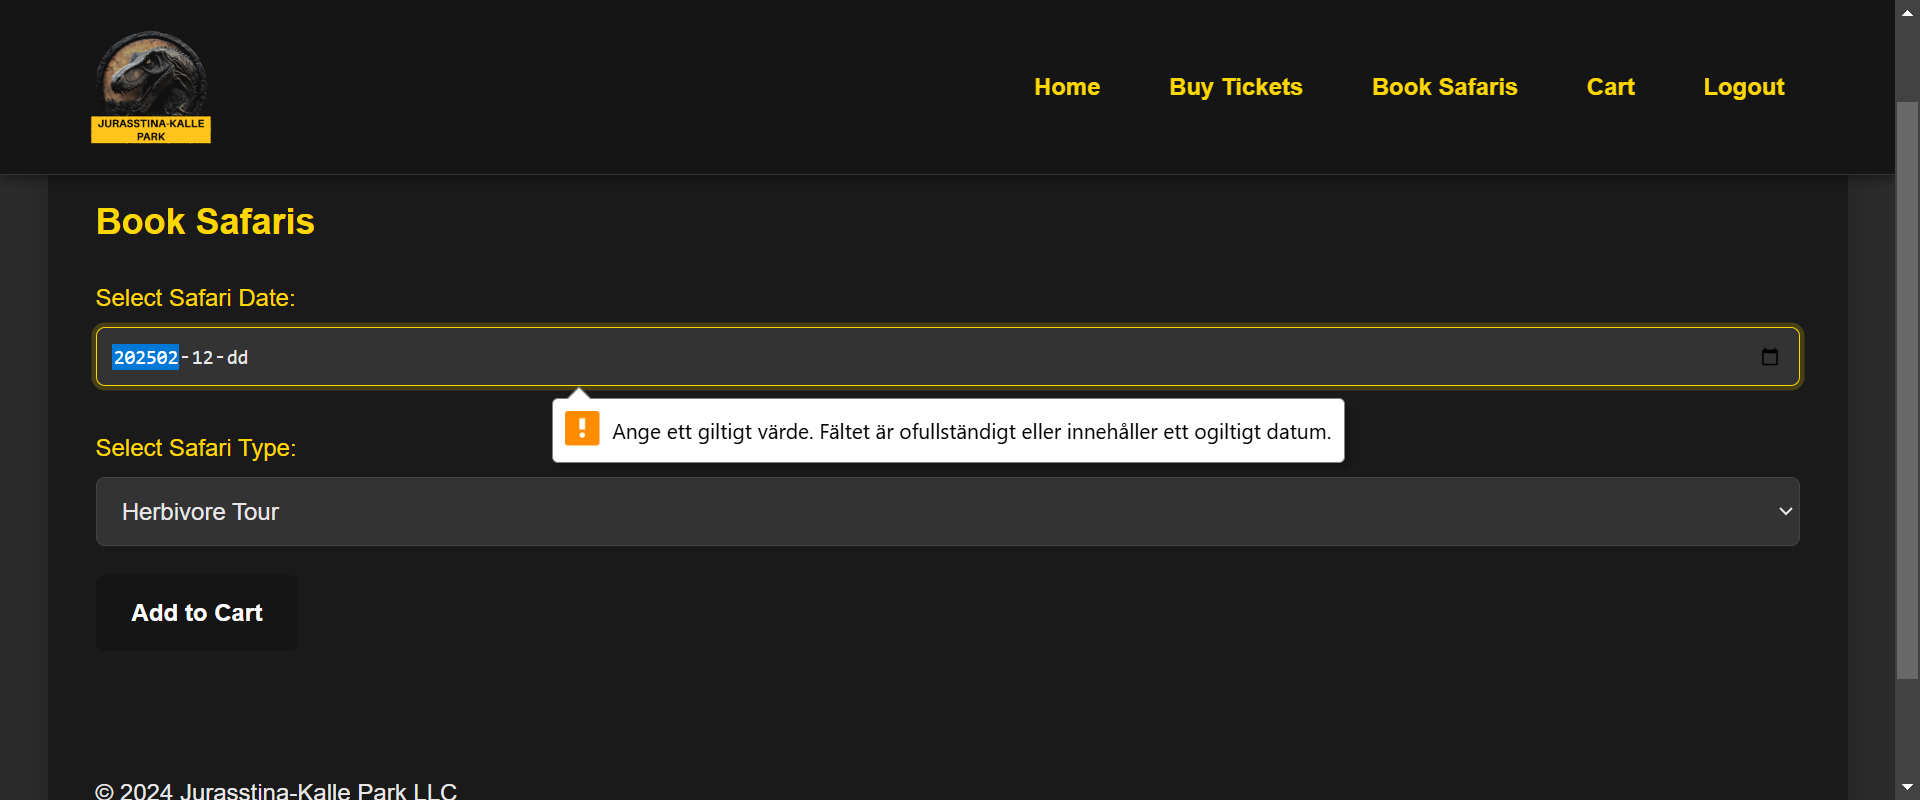 JURASSTINA-KALLE
PARK
Home
Buy Tickets
Book Safaris
Cart
Logout
Book Safaris
Select Safari Date:
202502-12-dd
Ange ett giltigt värde. Fältet är ofullständigt eller innehåller ett ogiltigt datum.
Select Safari Type:
Herbivore Tour
Add to Cart
© 2024 Jurasstina-Kalle Park LLC